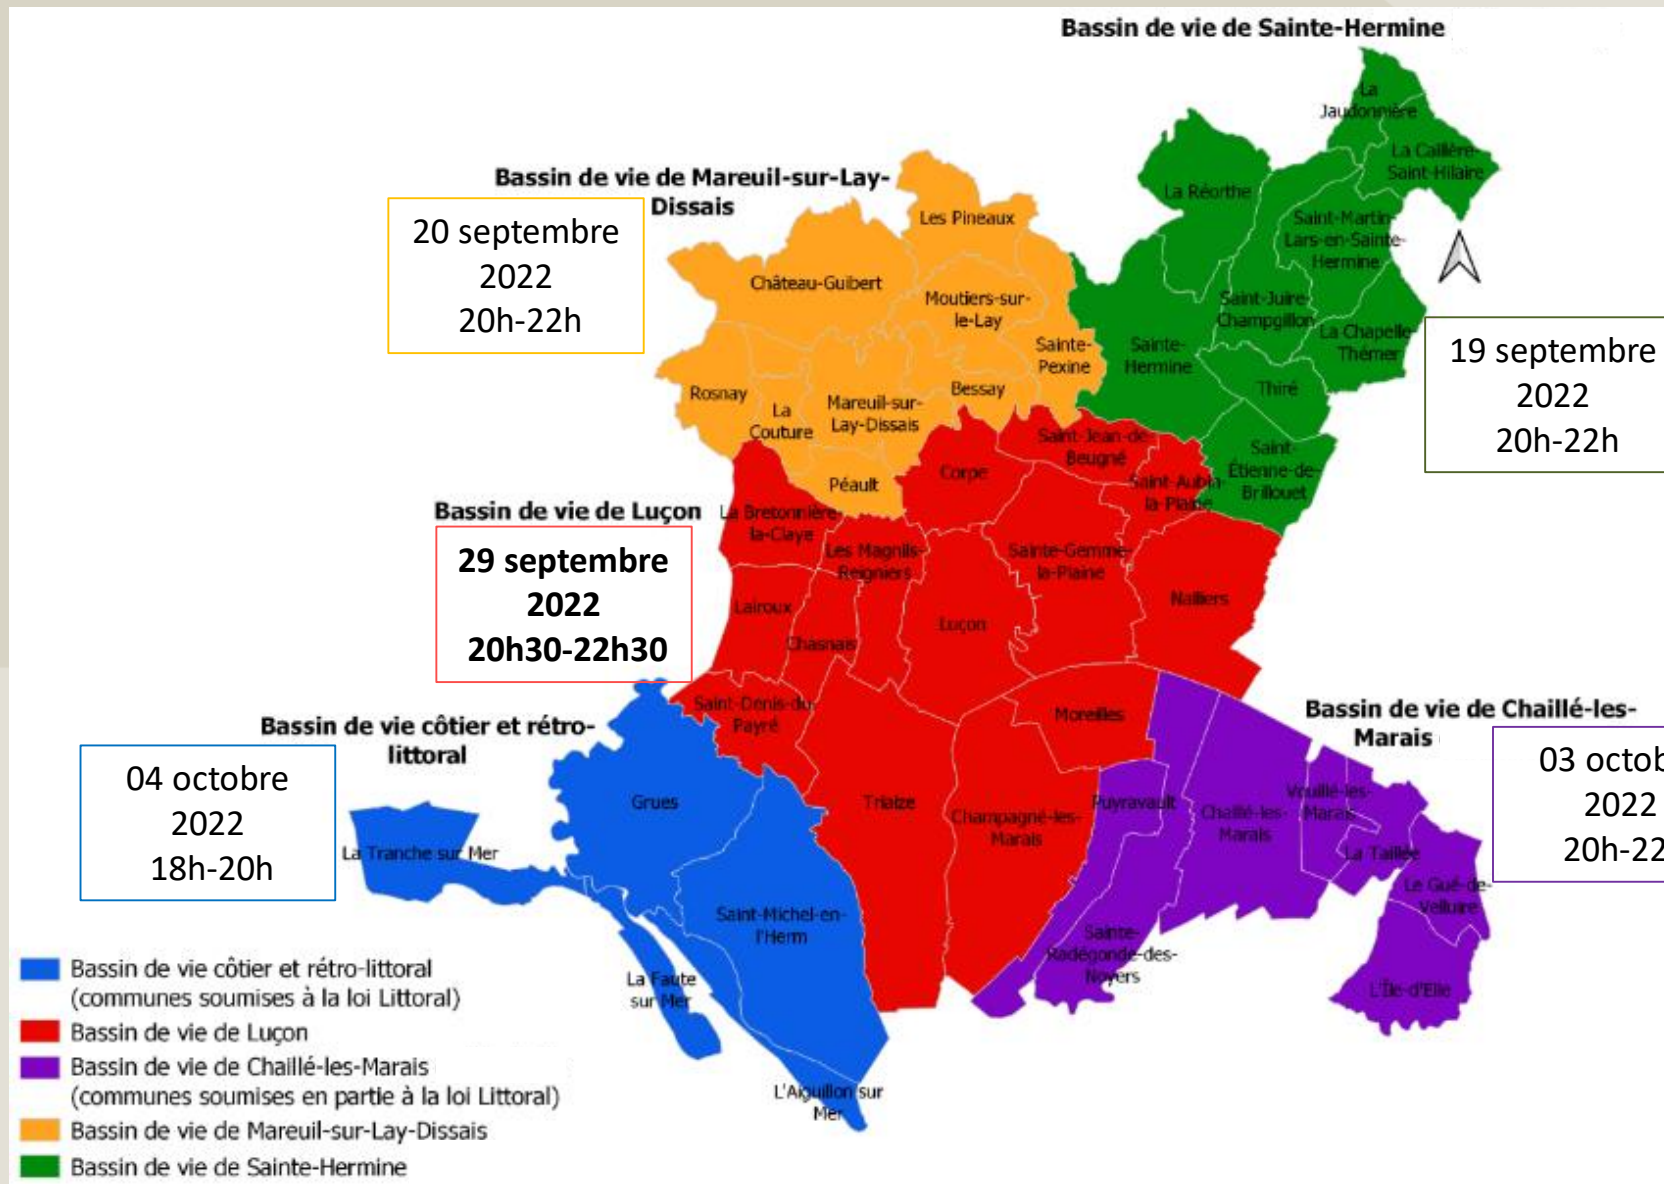 Bassin de vie de Sainte-Hermine
La
Jaudonnière
La Caillère-
Saint-Hilaire
La Réorthe
Saint-Martin-
Lars-en-Sainte-
Hermine
Saint-Juire-
Champgillon
La Chapelle-
Thémer
Sainte-
Hermine
Thiré
Saint-
Étienne-de-
Brillouet
19 septembre
2022
20h-22h
Bassin de vie de Mareuil-sur-Lay-
Dissais
20 septembre
2022
20h-22h
Les Pineaux
Château-Guibert
Moutiers-sur-
le-Lay
Sainte-
Pexine
Rosnay
La
Couture
Mareuil-sur-
Lay-Dissais
Bessay
Péault
Bassin de vie de Luçon
29 septembre
2022
20h30-22h30
Saint-Jean-de-
Beugné
Corpe
Saint-Aubin-
la-Plaine
La Bretonnière-
la-Claye
Les Magnils-
Reigniers
Sainte-Gemme-
la-Plaine
Nalliers
Lairoux
Chasnais
Luçon
Saint-Denis-du-
Payré
Moreilles
Triaize
Champagné-les-
Marais
Bassin de vie côtier et rétro-
littoral
04 octobre
2022
18h-20h
Grues
La Tranche sur Mer
Saint-Michel-en-
l'Herm
La Faute
sur Mer
L'Aiguillon sur
Mer
Bassin de vie de Chaillé-les-
Marais
03 octob
2022
20h-22
Puyravault
Chaillé-les-
Marais
Vouillé-les-
Marais
La Taillée
Le Gué-de-
Velluire
Sainte-
Radégonde-des-
Noyers
L'Île-d'Elle
Bassin de vie côtier et rétro-littoral
(communes soumises à la loi Littoral)
Bassin de vie de Luçon
Bassin de vie de Chaillé-les-Marais
(communes soumises en partie à la loi Littoral)
Bassin de vie de Mareuil-sur-Lay-Dissais
Bassin de vie de Sainte-Hermine